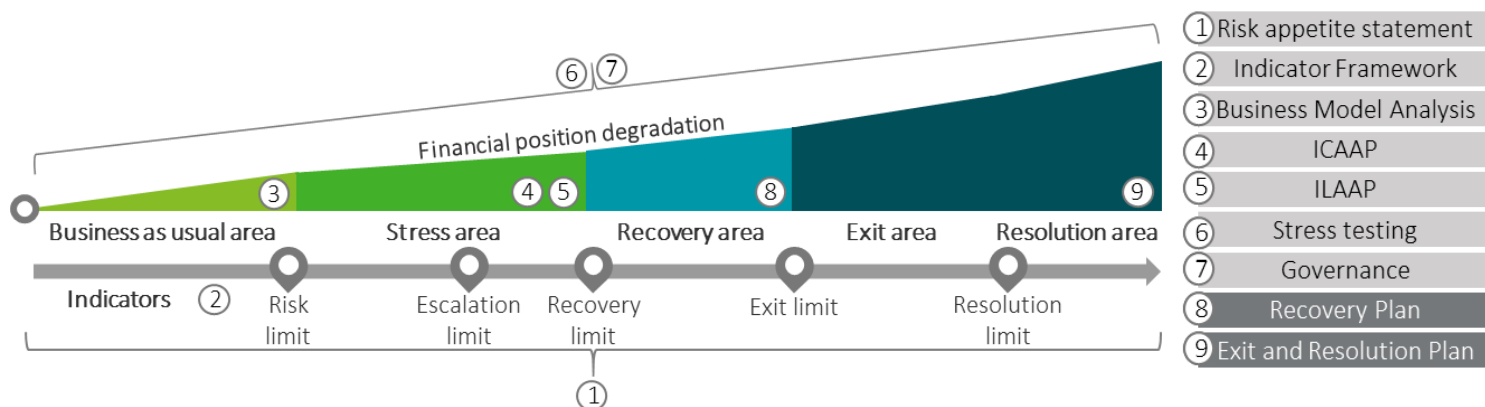 6 7
Financial position degradation
3 4 5 8 9
Business as usual area Stress area Recovery area Exit area Resolution area
Indicators 2 Risk limit Escalation limit Recovery limit Exit limit Resolution limit
1
1 Risk appetite statement
2 Indicator Framework
3 Business Model Analysis
4 ICAAP
5 ILAAP
6 Stress testing
7 Governance
8 Recovery Plan
9 Exit and Resolution Plan